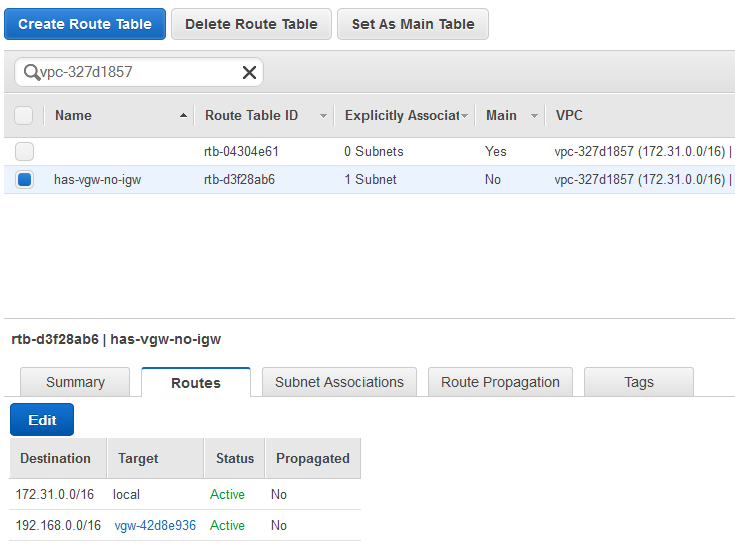 Create Route Table Delete Route Table Set As Main Table
vpc-327d1857
Name Route Table ID Explicitly Associat Main VPC
rtb-04304e61 0 Subnets Yes vpc-327d1857 (172.31.0.0/16) |
has-vgw-no-igw rtb-d3f28ab6 1 Subnet No vpc-327d1857 (172.31.0.0/16) |
rtb-d3f28ab6 | has-vgw-no-igw
Summary Routes Subnet Associations Route Propagation Tags
Edit
Destination Target Status Propagated
172.31.0.0/16 local Active No
192.168.0.0/16 vgw-42d8e936 Active No